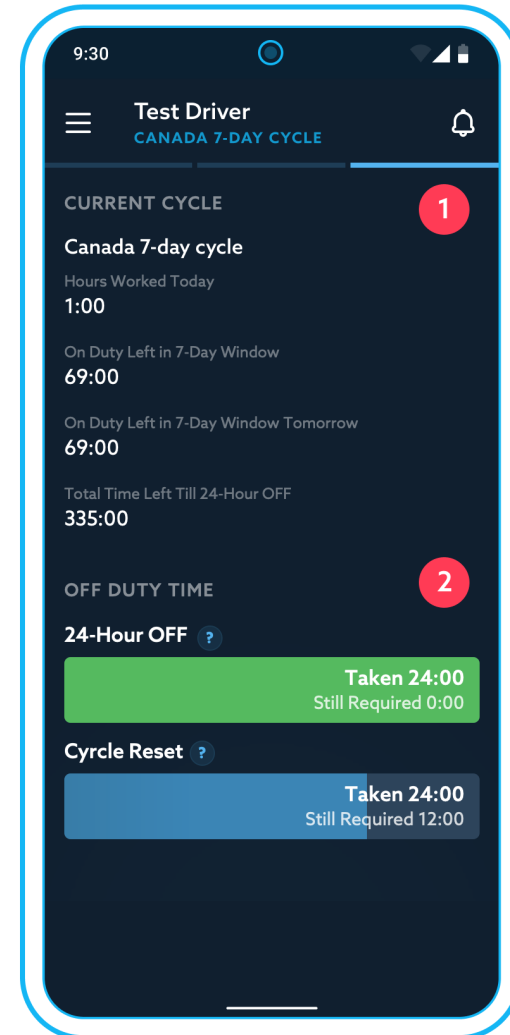 9:30
Test Driver
CANADA 7-DAY CYCLE
CURRENT CYCLE
1
Canada 7-day cycle
Hours Worked Today
1:00
On Duty Left in 7-Day Window
69:00
On Duty Left in 7-Day Window Tomorrow
69:00
Total Time Left Till 24-Hour OFF
335:00
OFF DUTY TIME
2
24-Hour OFF ?
Taken 24:00
Still Required 0:00
Cyrcle Reset ?
Taken 24:00
Still Required 12:00